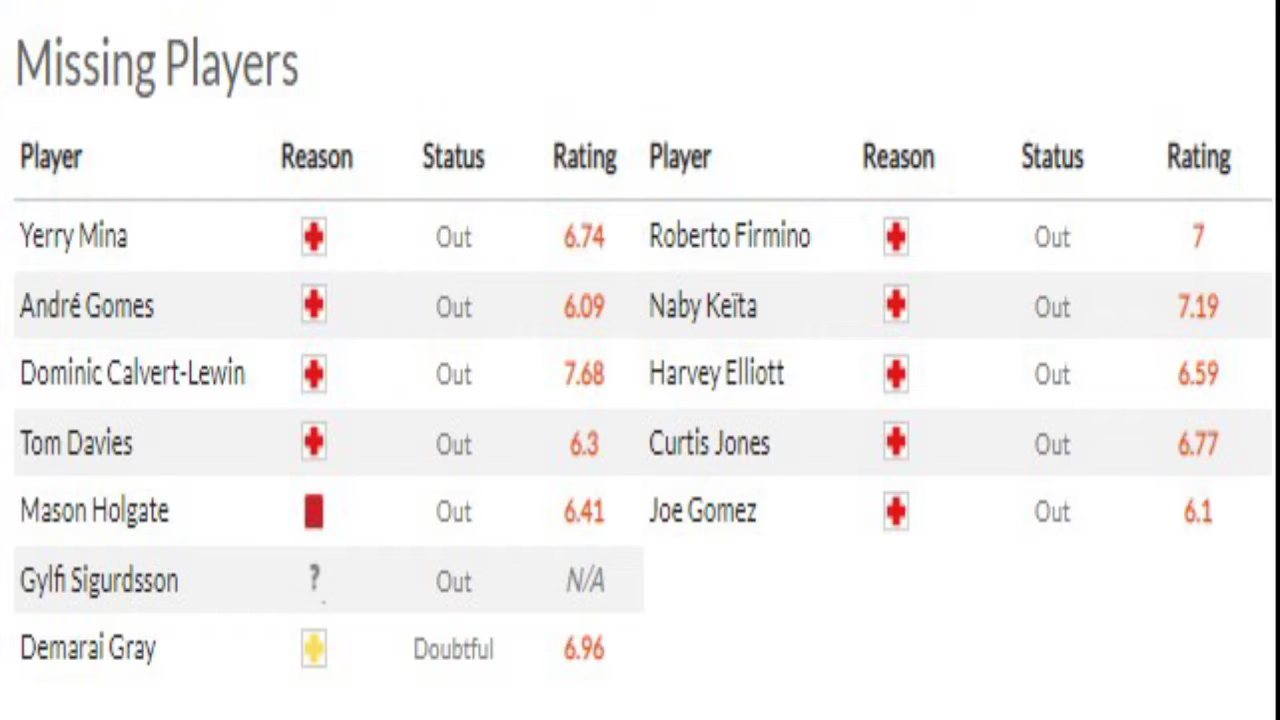 Missing Players
Player Reason Status Rating Player Reason Status Rating
Yerry Mina Out 6.74 Roberto Firmino Out 7
André Gomes Out 6.09 Naby Keïta Out 7.19
Dominic Calvert-Lewin Out 7.68 Harvey Elliott Out 6.59
Tom Davies Out 6.3 Curtis Jones Out 6.77
Mason Holgate Out 6.41 Joe Gomez Out 6.1
Gylfi Sigurdsson ? Out N/A
Demarai Gray Doubtful 6.96